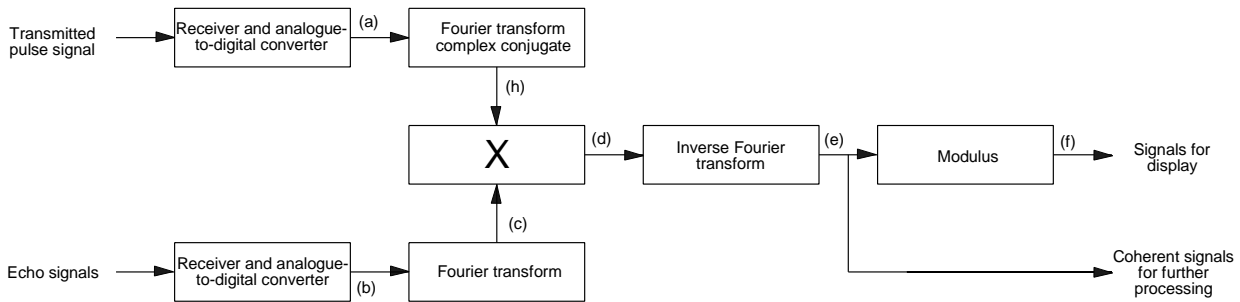 Transmitted
pulse signal
Receiver and analogue-
to-digital converter
(a)
Fourier transform
complex conjugate
(h)
X
(d)
Inverse Fourier
transform
(e)
Modulus
(f)
Signals for
display
(c)
Echo signals
Receiver and analogue-
to-digital converter
(b)
Fourier transform
Coherent signals
for further
processing